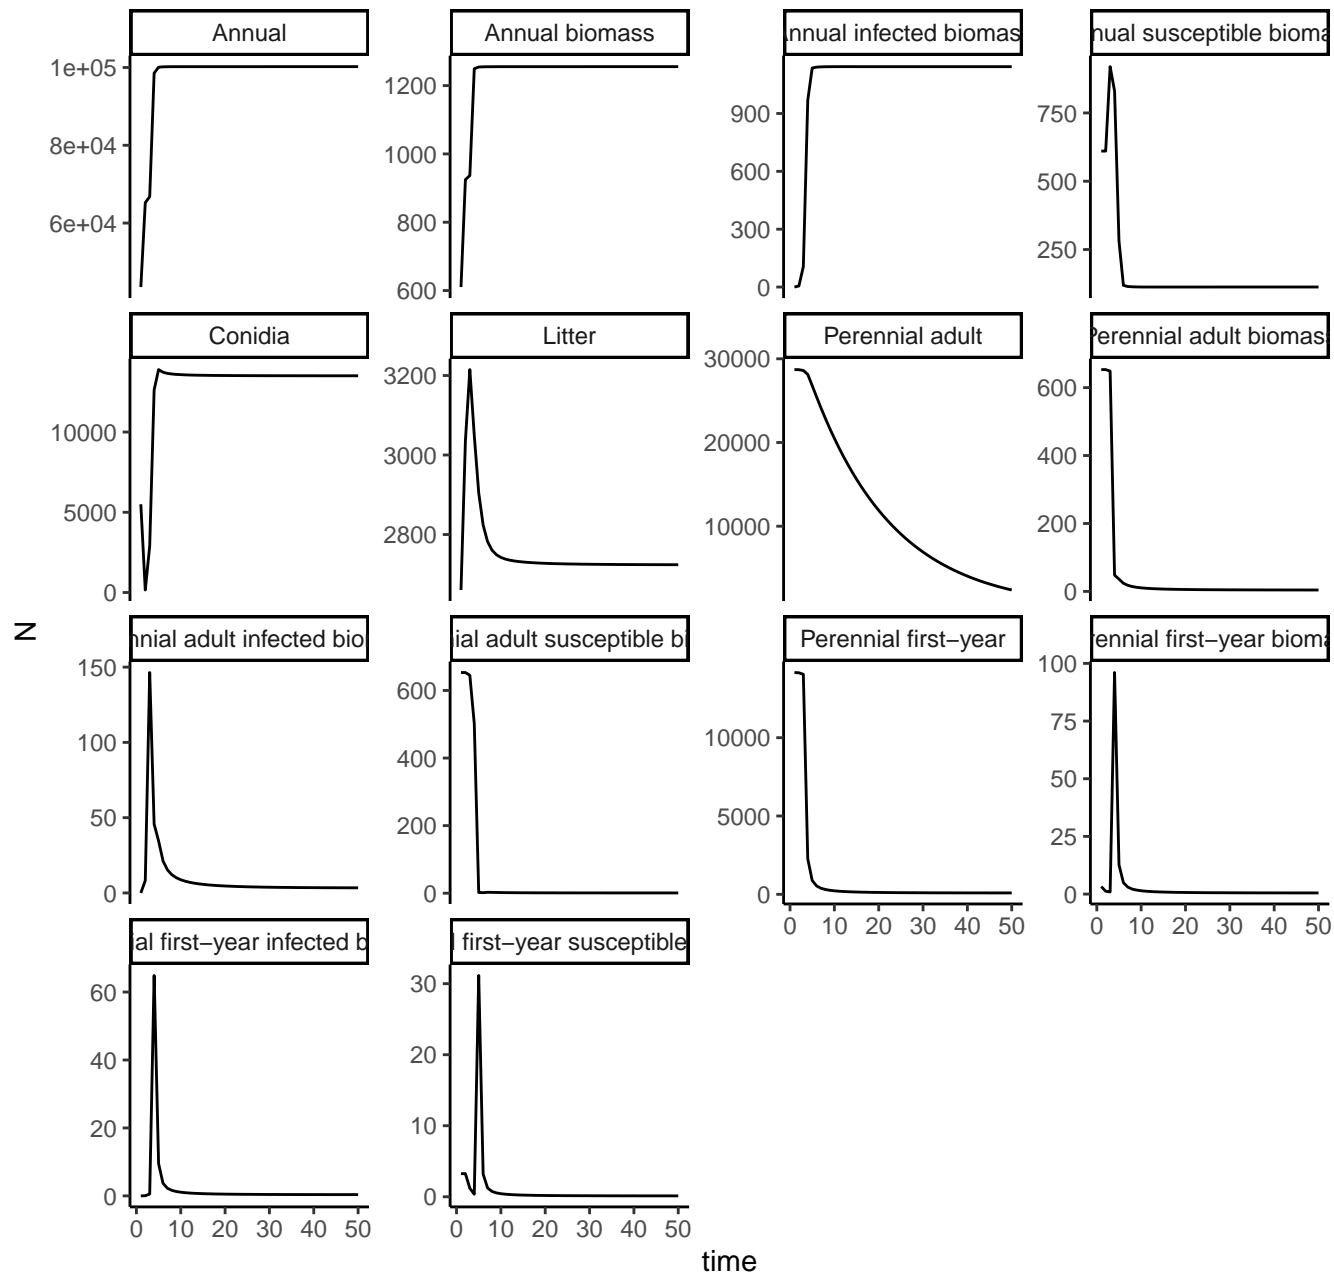 Annual
Annual biomass
nnual infected biomas
nual susceptible bioma
1e+05
8e+04
6e+04
1200
1000
800
600
900
600
300
0
750
500
250
Conidia
Litter
Perennial adult
Perennial adult biomass
10000
5000
0
3200
3000
2800
30000
20000
10000
600
400
200
0
N
nnial adult infected bio
ial adult susceptible bi
Perennial first−year
rennial first−year bioma
150
100
50
0
600
400
200
0
10000
5000
0
100
75
50
25
0
0 10 20 30 40 50
0 10 20 30 40 50
ial first−year infected b
l first−year susceptible
60
40
20
0
30
20
10
0
0 10 20 30 40 50
0 10 20 30 40 50
time